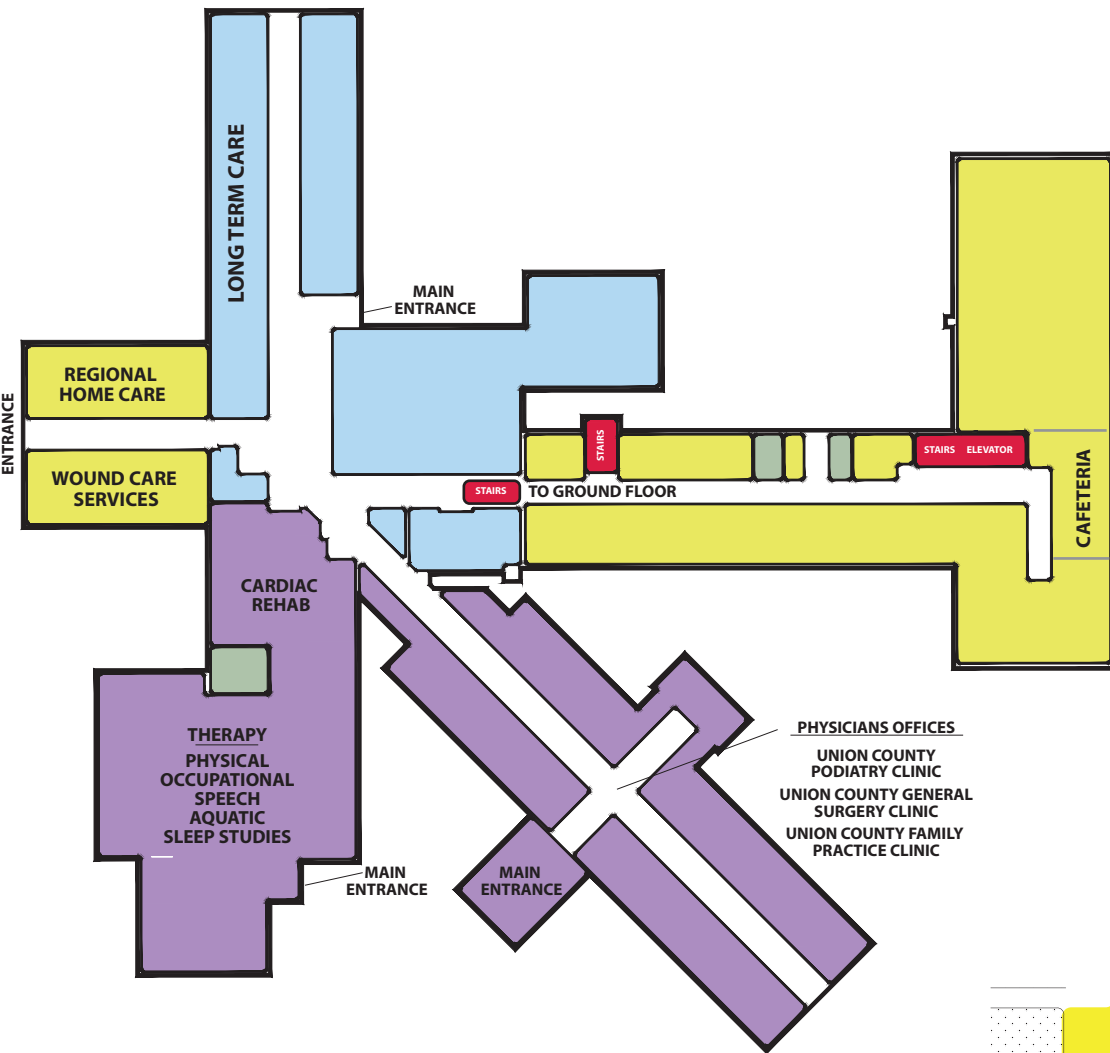 LONG TERM CARE
MAIN
ENTRANCE
REGIONAL
HOME CARE
ENTRANCE
WOUND CARE
SERVICES
STAIRS
STAIRS ELEVATOR
STAIRS
TO GROUND FLOOR
CAFETERIA
CARDIAC
REHAB
THERAPY
PHYSICAL
OCCUPATIONAL
SPEECH
AQUATIC
SLEEP STUDIES
MAIN
ENTRANCE
MAIN
ENTRANCE
PHYSICIANS OFFICES
UNION COUNTY
PODIATRY CLINIC
UNION COUNTY GENERAL
SURGERY CLINIC
UNION COUNTY FAMILY
PRACTICE CLINIC